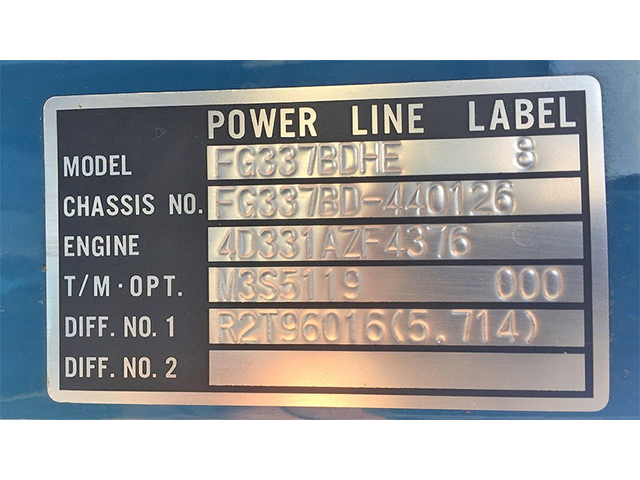 POWER LINE LABEL
MODEL FG337BDHE 8
CHASSIS NO. FG337BD-440126
ENGINE 4D331AZF4376
T/M·OPT. M3S5119 000
DIFF. NO. 1 R2T96016(5.714)
DIFF. NO. 2